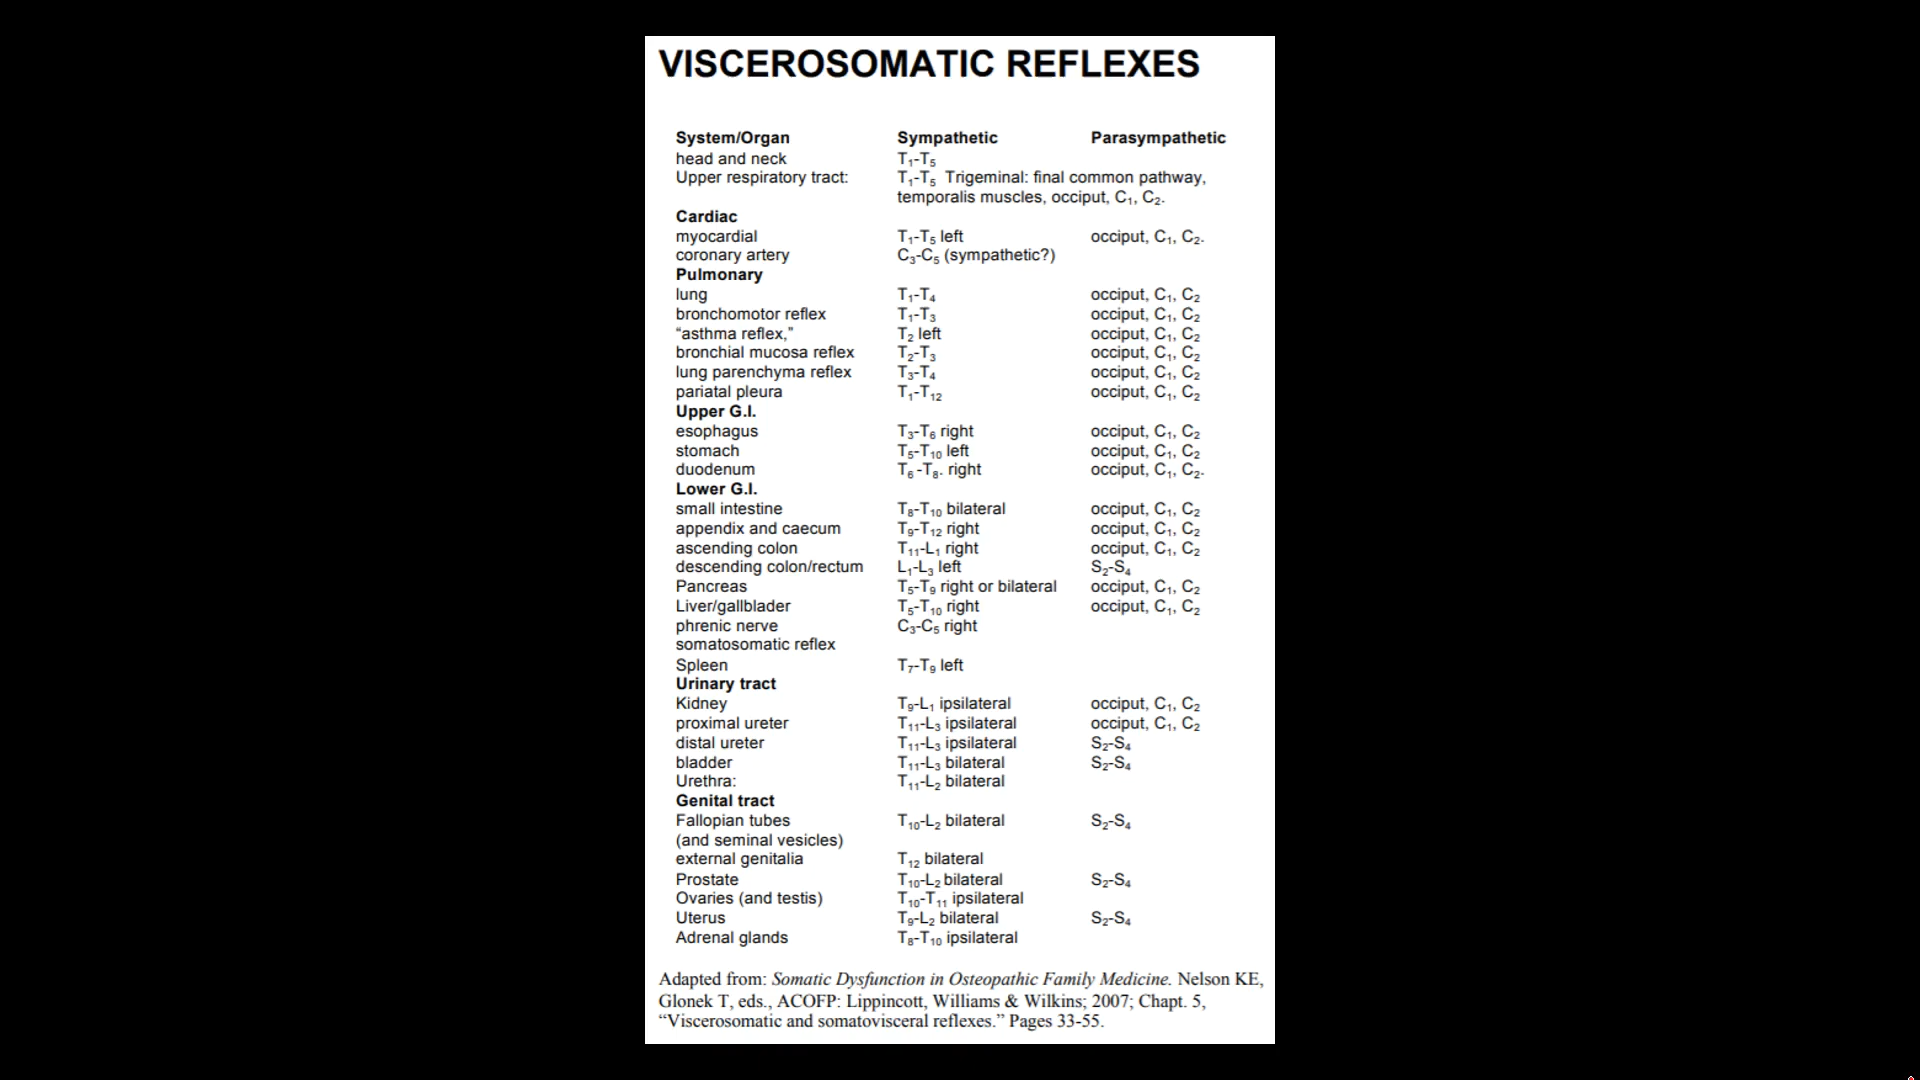 VISCEROSOMATIC REFLEXES
System/Organ Sympathetic Parasympathetic
head and neck T1-T5
Upper respiratory tract: T1-T5 Trigeminal: final common pathway,
temporalis muscles, occiput, C1, C2.
Cardiac
myocardial T1-T5 left occiput, C1, C2.
coronary artery C3-C5 (sympathetic?)
Pulmonary
lung T1-T4 occiput, C1, C2
bronchomotor reflex T1-T3 occiput, C1, C2
“asthma reflex,” T2 left occiput, C1, C2
bronchial mucosa reflex T2-T3 occiput, C1, C2
lung parenchyma reflex T3-T4 occiput, C1, C2
pariatal pleura T1-T12 occiput, C1, C2
Upper G.I.
esophagus T3-T6 right occiput, C1, C2
stomach T5-T10 left occiput, C1, C2
duodenum T6 -T8. right occiput, C1, C2.
Lower G.I.
small intestine T8-T10 bilateral occiput, C1, C2
appendix and caecum T9-T12 right occiput, C1, C2
ascending colon T11-L1 right occiput, C1, C2
descending colon/rectum L1-L3 left S2-S4
Pancreas T5-T9 right or bilateral occiput, C1, C2
Liver/gallbladder T5-T10 right occiput, C1, C2
phrenic nerve C3-C5 right
somatosomatic reflex
Spleen T7-T9 left
Urinary tract
Kidney T9-L1 ipsilateral occiput, C1, C2
proximal ureter T11-L3 ipsilateral occiput, C1, C2
distal ureter T11-L3 ipsilateral S2-S4
bladder T11-L3 bilateral S2-S4
Urethra: T11-L2 bilateral
Genital tract
Fallopian tubes T10-L2 bilateral S2-S4
(and seminal vesicles)
external genitalia T12 bilateral
Prostate T10-L2 bilateral S2-S4
Ovaries (and testis) T10-T11 ipsilateral
Uterus T9-L2 bilateral S2-S4
Adrenal glands T8-T10 ipsilateral
Adapted from: Somatic Dysfunction in Osteopathic Family Medicine. Nelson KE,
Glonek T, eds., ACOFP: Lippincott, Williams & Wilkins; 2007; Chapt. 5,
“Viscerosomatic and somatovisceral reflexes.” Pages 33-55.